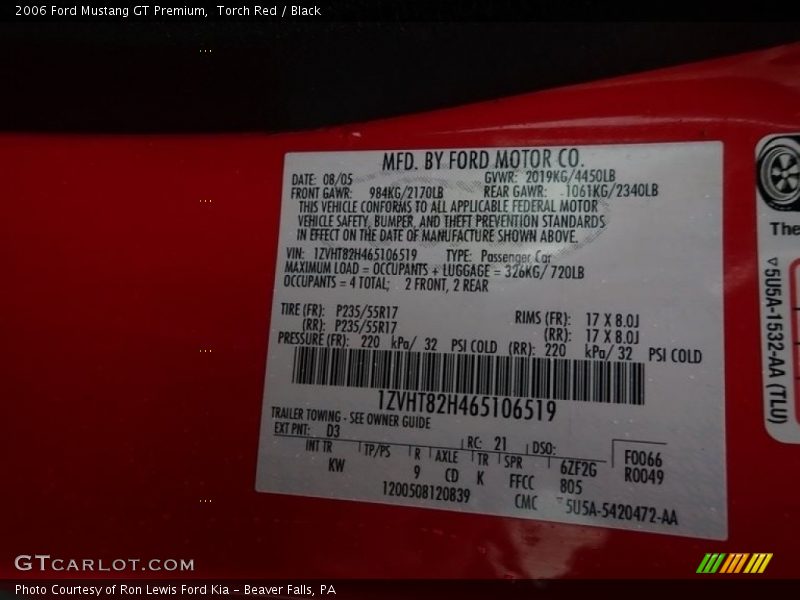 2006 Ford Mustang GT Premium,  Torch Red / Black
MFD. BY FORD MOTOR CO.
DATE: 08/05 GVWR: 2019KG/4450LB
FRONT GAWR: 984KG/2170LB REAR GAWR: 1061KG/2340LB
THIS VEHICLE CONFORMS TO ALL APPLICABLE FEDERAL MOTOR
VEHICLE SAFETY, BUMPER, AND THEFT PREVENTION STANDARDS
IN EFFECT ON THE DATE OF MANUFACTURE SHOWN ABOVE.
VIN: 1ZVHT82H465106519 TYPE: Passenger Car
MAXIMUM LOAD = OCCUPANTS + LUGGAGE = 326KG/720LB
OCCUPANTS = 4 TOTAL; 2 FRONT, 2 REAR
TIRE (FR): P235/55R17 RIMS (FR): 17 X 8.0J
(RR): P235/55R17 (RR): 17 X 8.0J
PRESSURE (FR): 220 kPa/ 32 PSI COLD (RR): 220 kPa/ 32 PSI COLD
1ZVHT82H465106519
TRAILER TOWING - SEE OWNER GUIDE
EXT PNT: D3 RC: 21 DSO: F0066
INT TR TP/PS R AXLE TR SPR 6ZF2G R0049
KW 9 CD K FFCC 805
1200508120839 CMC 5U5A-5420472-AA
The
5U5A-1532-AA (TLU)
GTCARLOT.COM
Photo Courtesy of Ron Lewis Ford Kia - Beaver Falls, PA